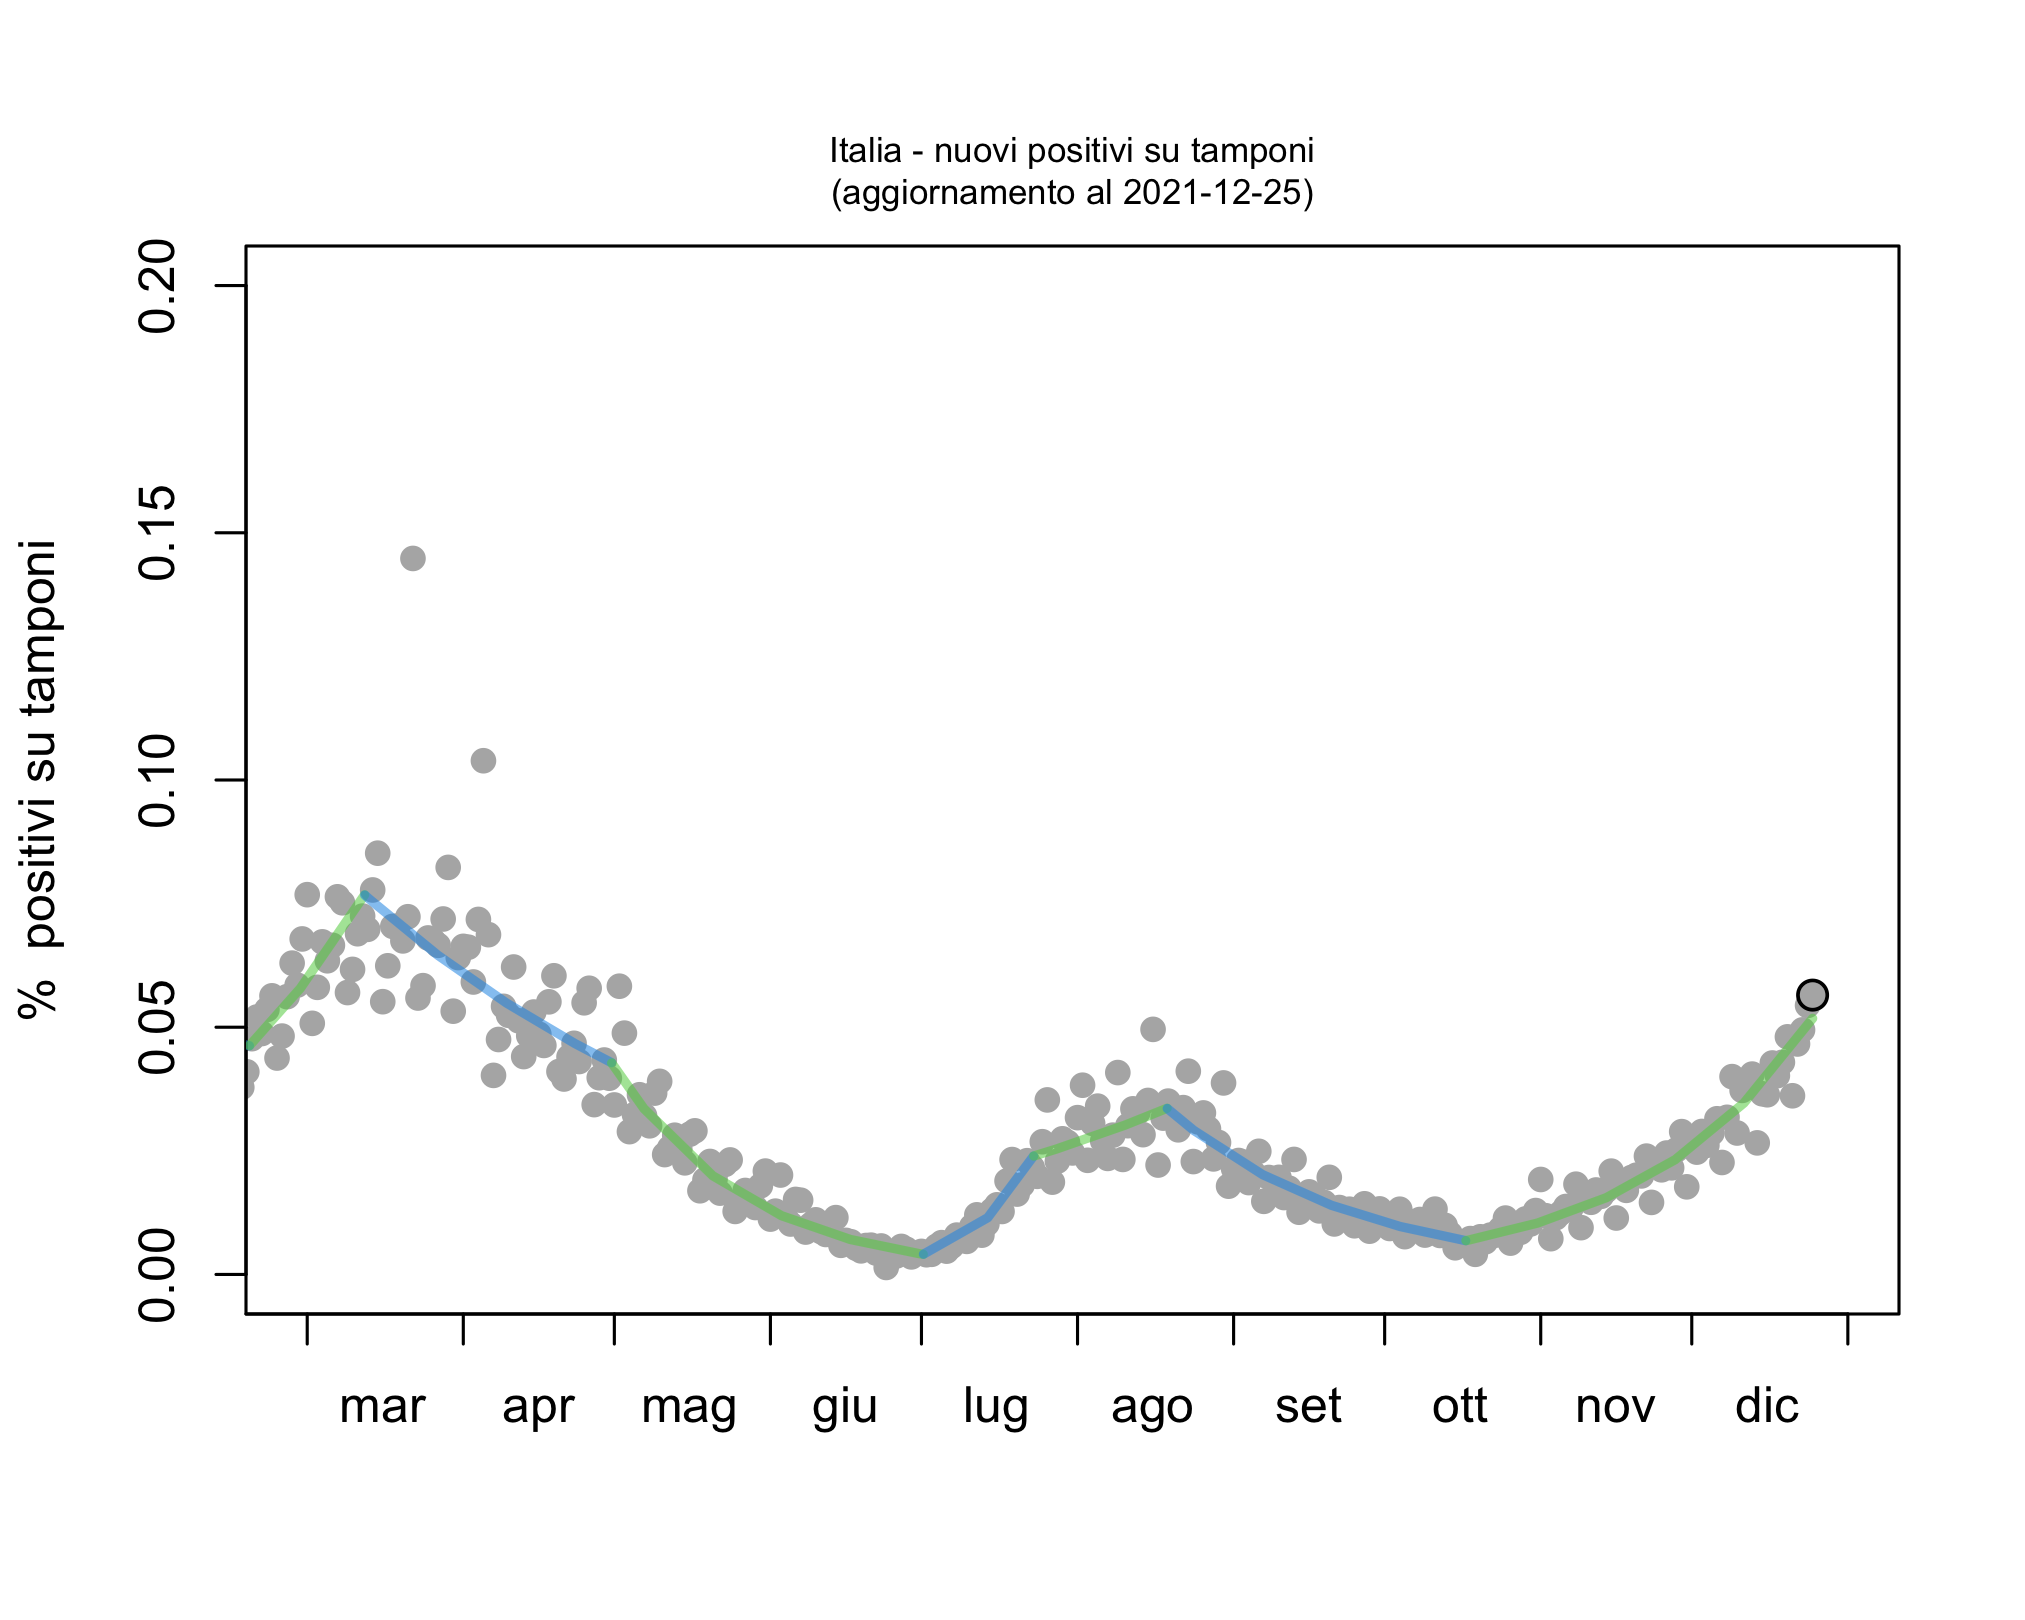 Italia - nuovi positivi su tamponi
(aggiornamento al 2021-12-25)
% positivi su tamponi
0.20
0.15
0.10
0.05
0.00
mar apr mag giu lug ago set ott nov dic